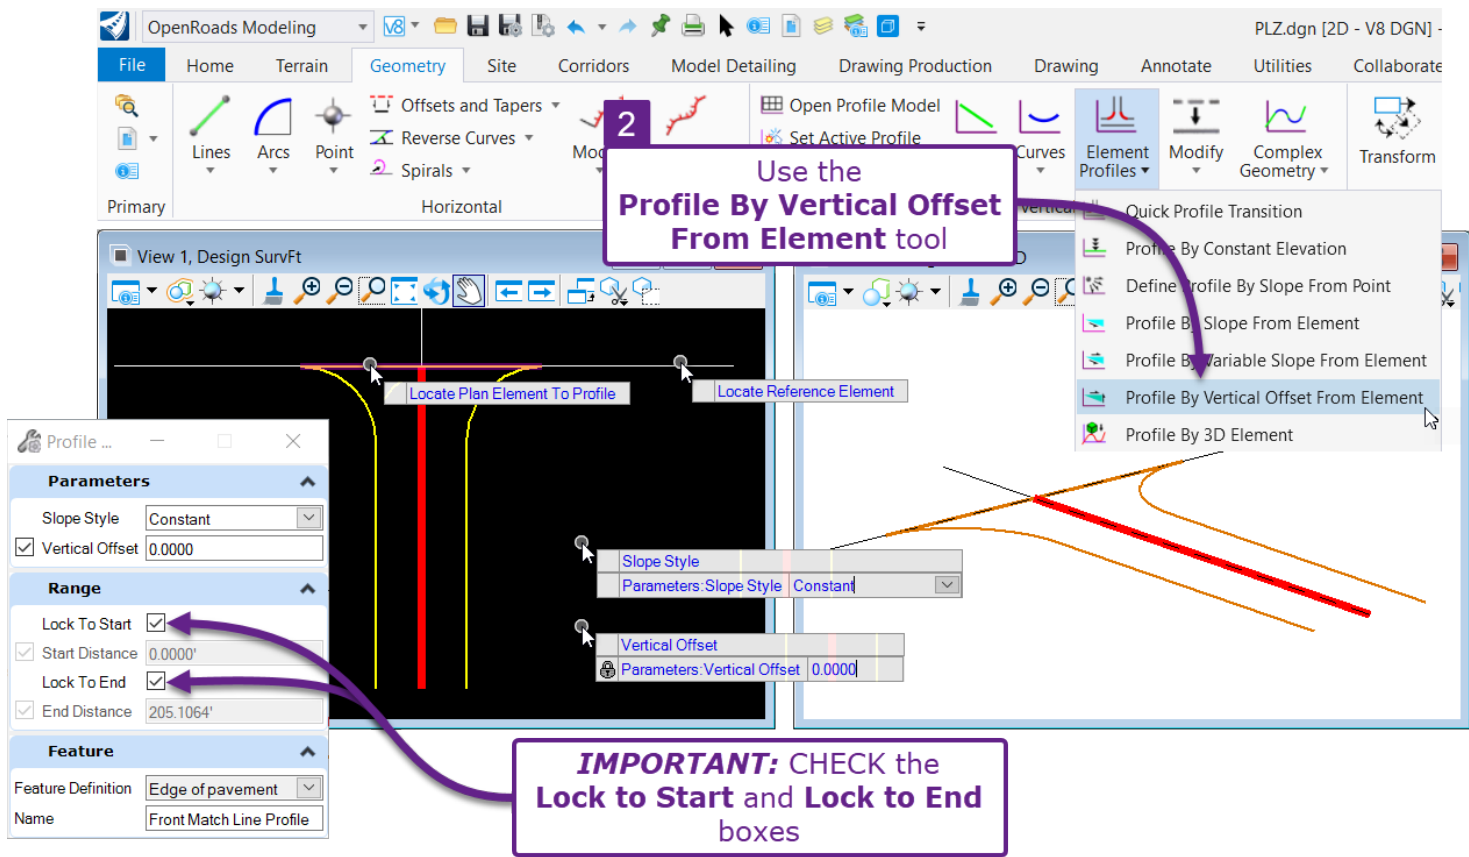 OpenRoads Modeling
V8
PLZ.dgn [2D - V8 DGN] -
File
Home
Terrain
Geometry
Site
Corridors
Model Detailing
Drawing Production
Drawing
Annotate
Utilities
Collaborate
Lines
Arcs
Point
Offsets and Tapers
Reverse Curves
Spirals
Open Profile Model
Set Active Profile
Curves
Element
Profiles
Modify
Complex
Geometry
Transform
Primary
Horizontal
2
Use the
Profile By Vertical Offset
From Element tool
Quick Profile Transition
Profile By Constant Elevation
Define Profile By Slope From Point
Profile By Slope From Element
Profile By Variable Slope From Element
Profile By Vertical Offset From Element
Profile By 3D Element
View 1, Design SurvFt
Locate Plan Element To Profile
Locate Reference Element
Slope Style
Parameters:Slope Style Constant
Vertical Offset
Parameters:Vertical Offset 0.0000
Profile ...
Parameters
Slope Style Constant
Vertical Offset 0.0000
Range
Lock To Start
Start Distance 0.0000'
Lock To End
End Distance 205.1064'
Feature
Feature Definition Edge of pavement
Name Front Match Line Profile
IMPORTANT: CHECK the
Lock to Start and Lock to End
boxes